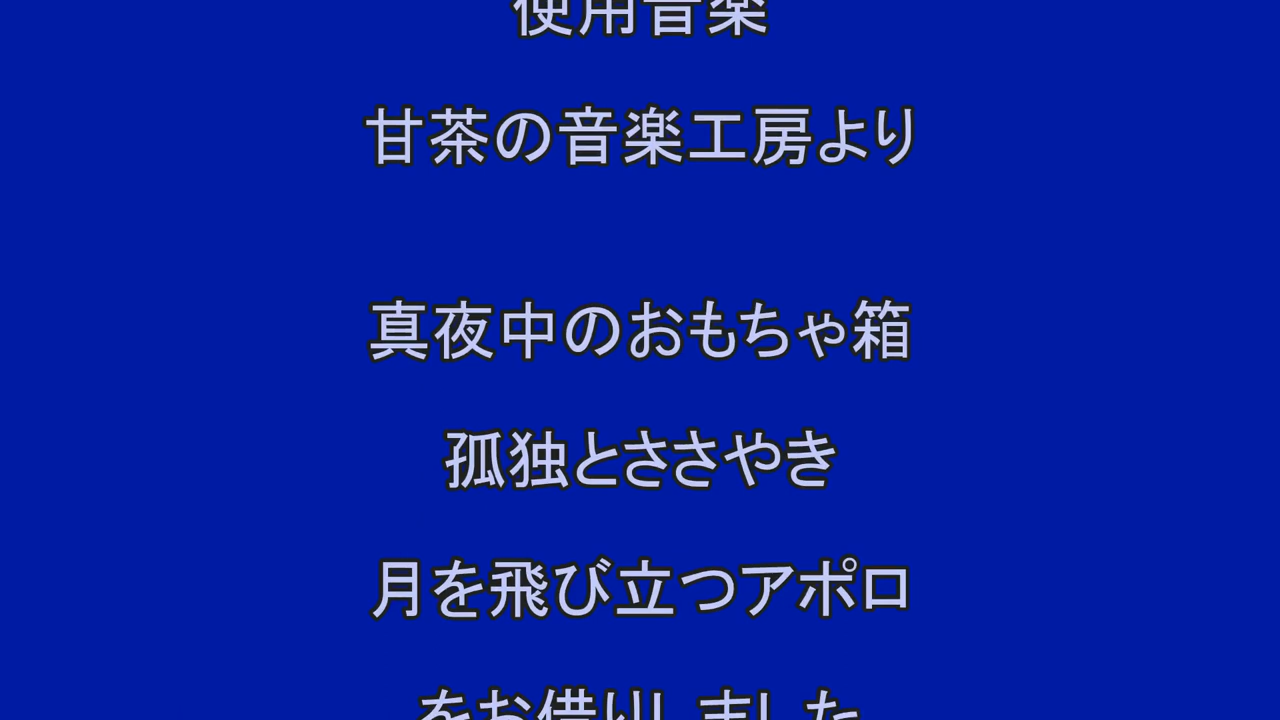 使用音楽
甘茶の音楽工房より
真夜中のおもちゃ箱
孤独とささやき
月を飛び立つアポロ
をお借りしました